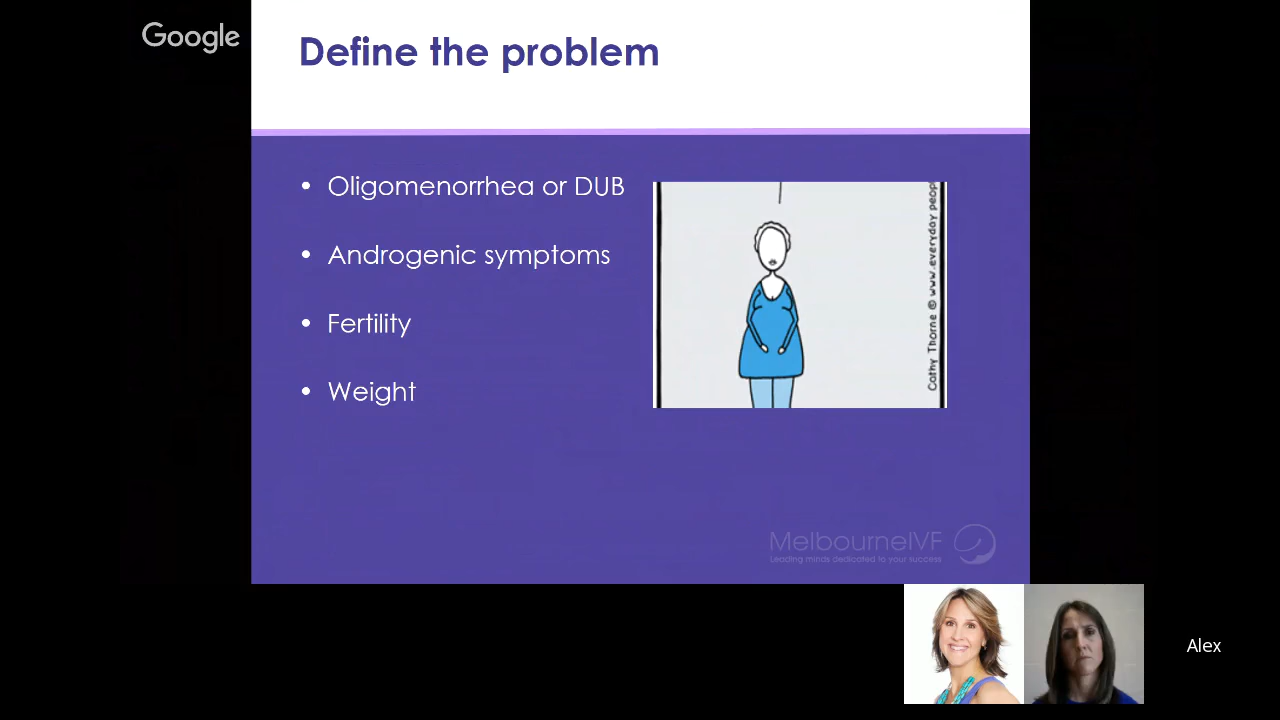 Google
Define the problem
• Oligomenorrhea or DUB
• Androgenic symptoms
• Fertility
• Weight
Cathy Thorne © www.everyday peop
MelbourneIVF
Leading minds dedicated to your success
Alex